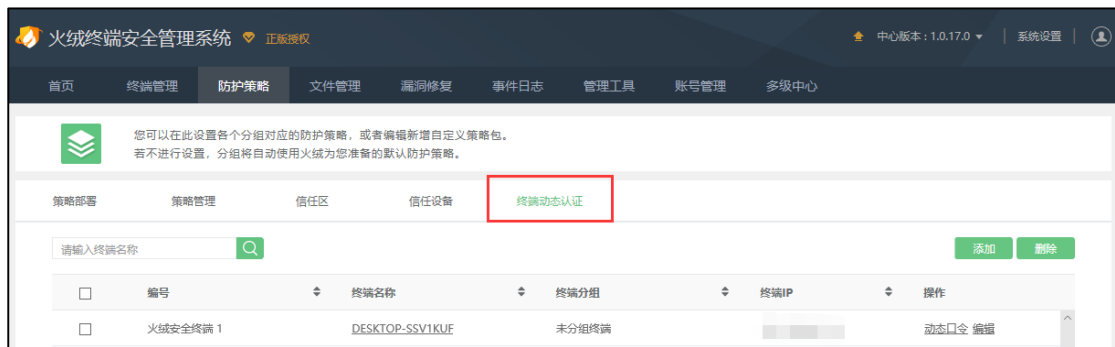 火绒终端安全管理系统 正版授权 中心版本：1.0.17.0 系统设置
首页 终端管理 防护策略 文件管理 漏洞修复 事件日志 管理工具 账号管理 多级中心
您可以在此设置各个分组对应的防护策略，或者编辑新增自定义策略包。
若不进行设置，分组将自动使用火绒为您准备的默认防护策略。
策略部署 策略管理 信任区 信任设备 终端动态认证
请输入终端名称 添加 删除
编号 终端名称 终端分组 终端IP 操作
火绒安全终端 1 DESKTOP-SSV1KUF 未分组终端 动态口令 编辑